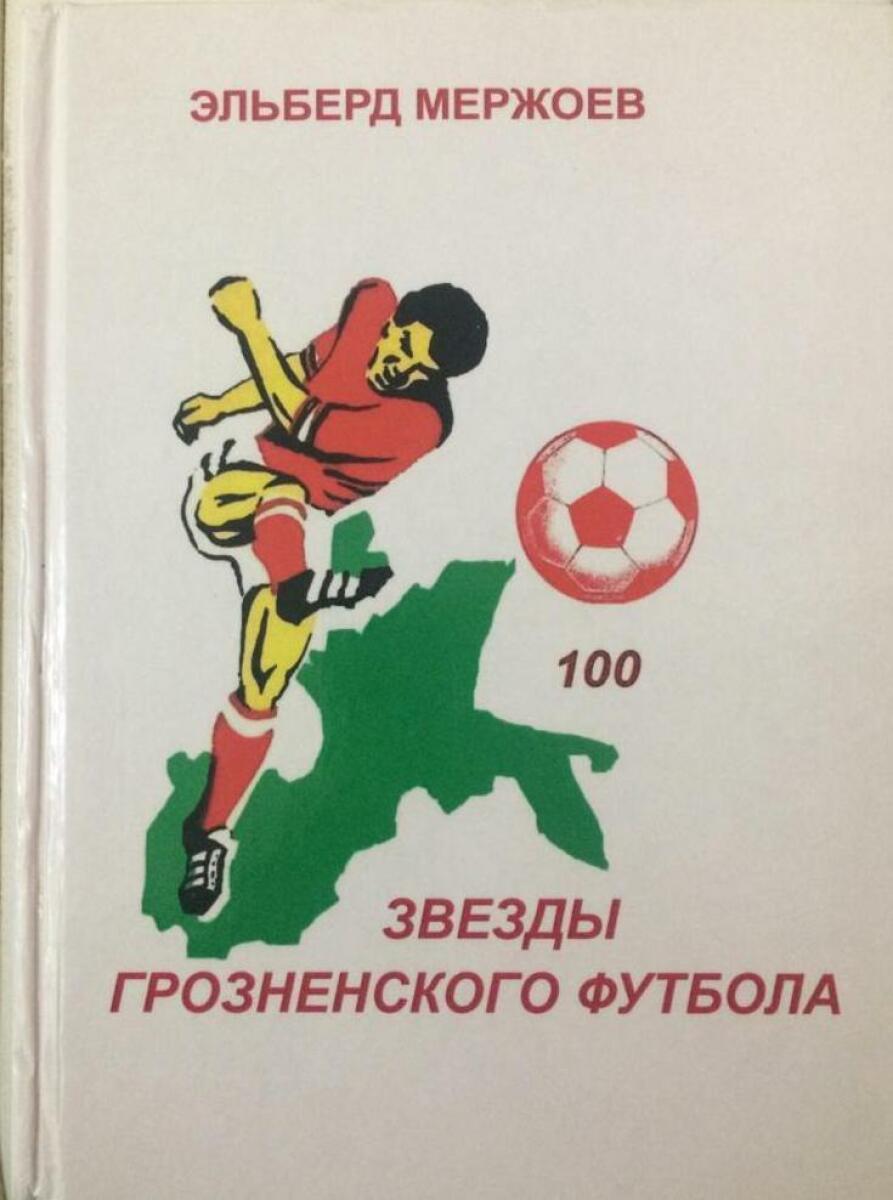 ЭЛЬБЕРД МЕРЖОЕВ
100
ЗВЕЗДЫ
ГРОЗНЕНСКОГО ФУТБОЛА